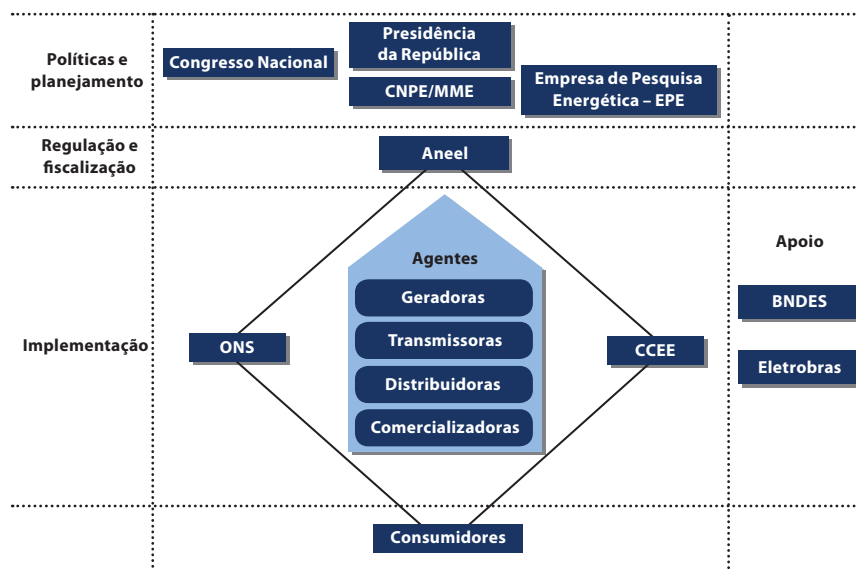 Políticas e
planejamento
Congresso Nacional
Presidência
da República
CNPE/MME
Empresa de Pesquisa
Energética – EPE
Regulação e
fiscalização
Aneel
Implementação
ONS
Agentes
Geradoras
Transmissoras
Distribuidoras
Comercializadoras
CCEE
Apoio
BNDES
Eletrobras
Consumidores